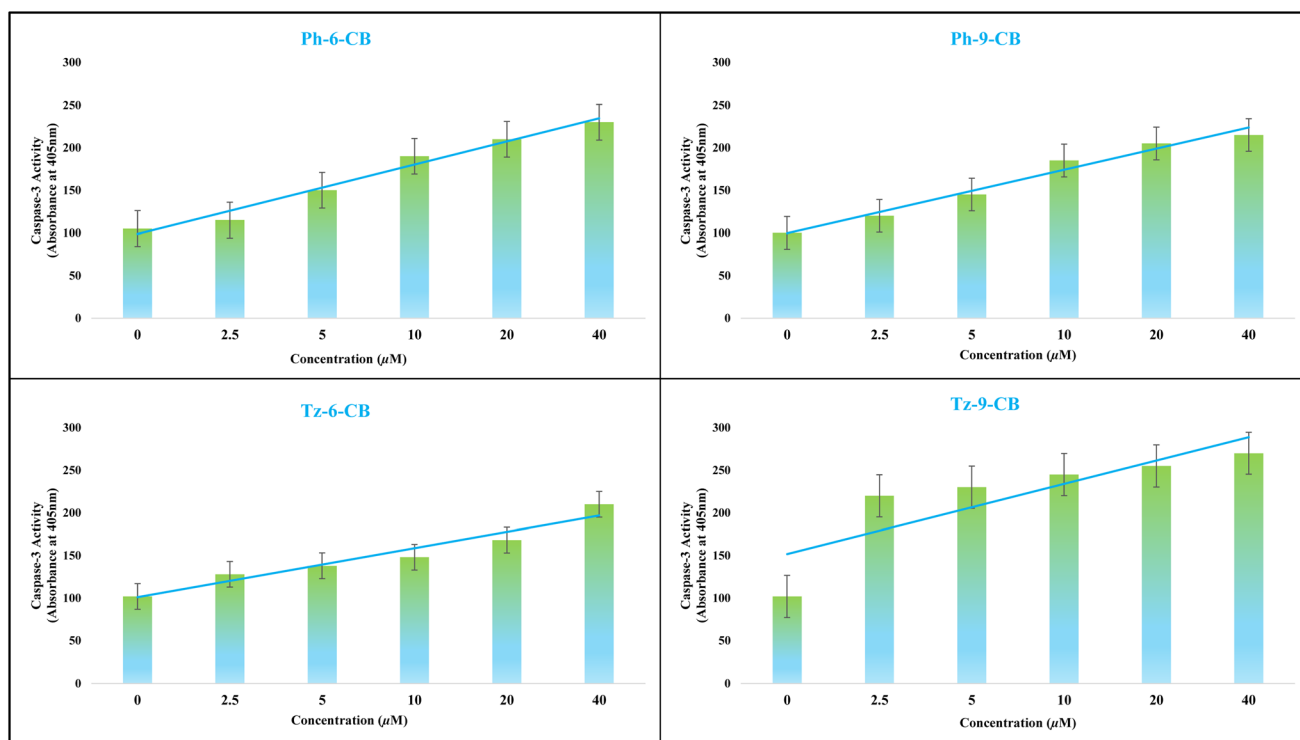 Ph-6-CB
300
250
200
150
100
50
0
Caspase-3 Activity
(Absorbance at 405nm)
0 2.5 5 10 20 40
Concentration (µM)
Ph-9-CB
300
250
200
150
100
50
0
Caspase-3 Activity
(Absorbance at 405nm)
0 2.5 5 10 20 40
Concentration (µM)
Tz-6-CB
300
250
200
150
100
50
0
Caspase-3 Activity
(Absorbance at 405nm)
0 2.5 5 10 20 40
Concentration (µM)
Tz-9-CB
300
250
200
150
100
50
0
Caspase-3 Activity
(Absorbance at 405nm)
0 2.5 5 10 20 40
Concentration (µM)